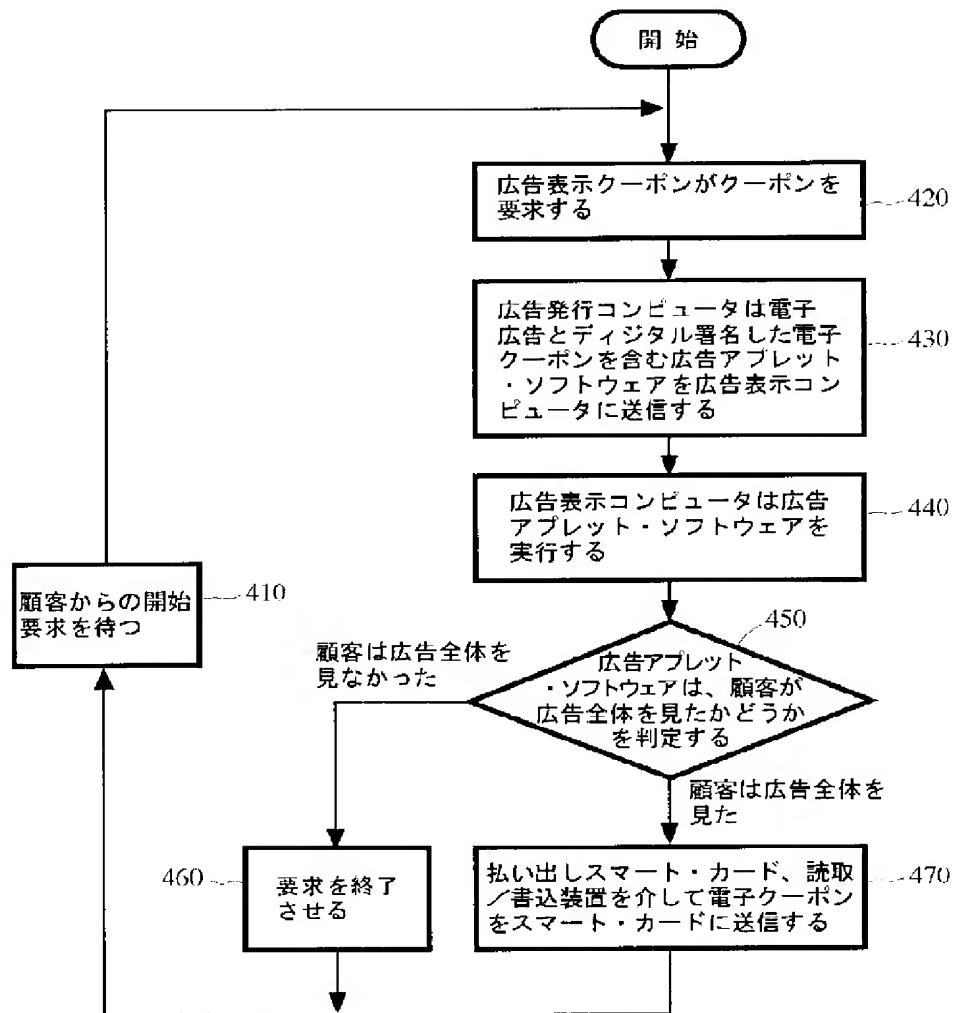 開 始
広告表示クーポンがクーポンを
要求する
420
広告発行コンピュータは電子
広告とディジタル署名した電子
クーポンを含む広告アプレット
・ソフトウェアを広告表示コン
ピュータに送信する
430
広告表示コンピュータは広告
アプレット・ソフトウェアを
実行する
440
顧客からの開始
要求を待つ
410
450
広告アプレット
・ソフトウェアは、顧客が
広告全体を見たかどうか
を判定する
顧客は広告全体を
見なかった
顧客は広告全体を
見た
460
要求を終了
させる
払い出しスマート・カード、読取
／書込装置を介して電子クーポン
をスマート・カードに送信する
470